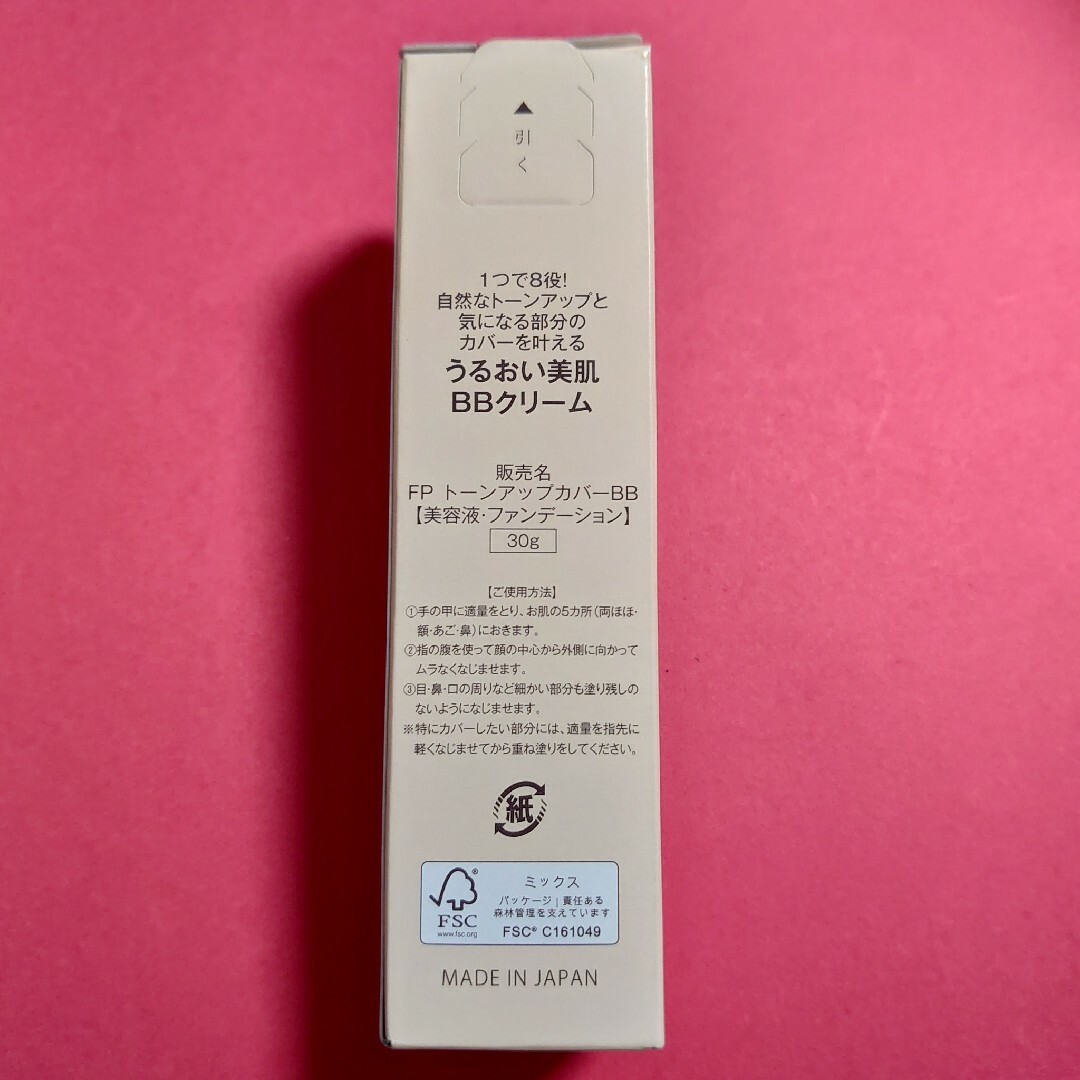 ▲
引
く
1つで8役!
自然なトーンアップと
気になる部分の
カバーを叶える
うるおい美肌
BBクリーム
販売名
FP トーンアップカバーBB
【美容液・ファンデーション】
30g
【ご使用方法】
①手の甲に適量をとり、お肌の5カ所(両ほほ・
額・あご・鼻)におきます。
②指の腹を使って顔の中心から外側に向かって
ムラなくなじませます。
③目・鼻・口の周りなど細かい部分も塗り残しの
ないようになじませます。
※特にカバーしたい部分には、適量を指先に
軽くなじませてから重ね塗りをしてください。
紙
FSC
www.fsc.org
ミックス
パッケージ | 責任ある
森林管理を支えています
FSC® C161049
MADE IN JAPAN